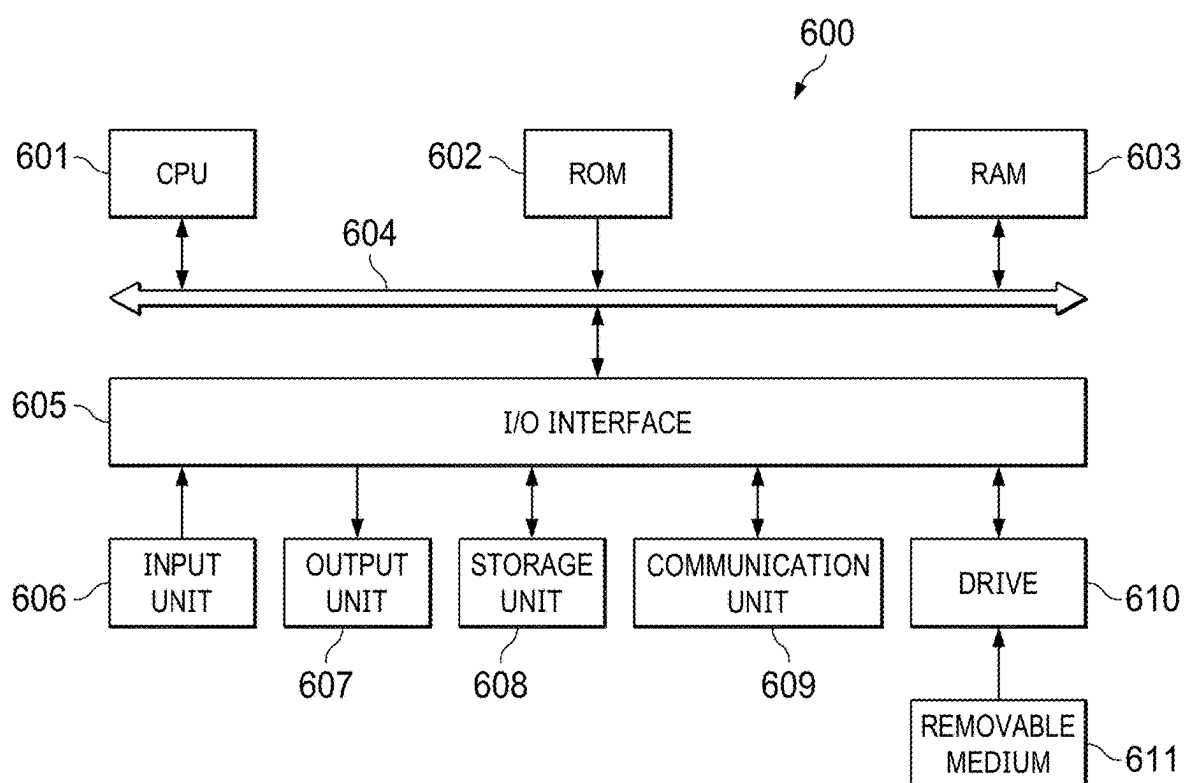 600
601
CPU
602
ROM
RAM
603
604
605
I/O INTERFACE
606
INPUT
UNIT
OUTPUT
UNIT
STORAGE
UNIT
COMMUNICATION
UNIT
DRIVE
610
607
608
609
REMOVABLE
MEDIUM
611